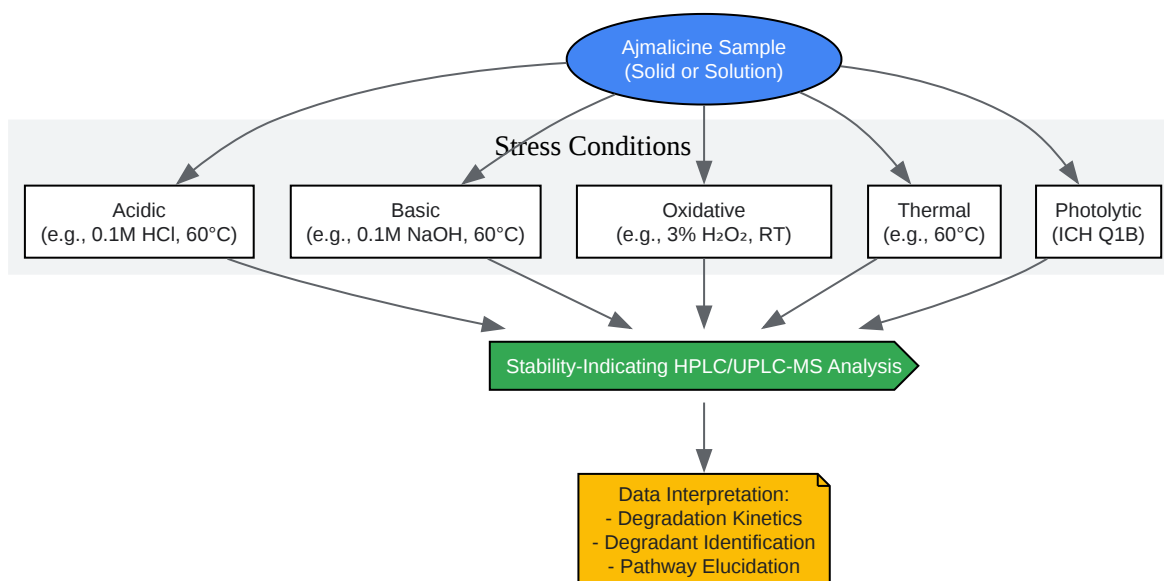 Ajmalicine Sample
(Solid or Solution)
Stress Conditions
Acidic
(e.g., 0.1M HCl, 60°C)
Basic
(e.g., 0.1M NaOH, 60°C)
Oxidative
(e.g., 3% H₂O₂, RT)
Thermal
(e.g., 60°C)
Photolytic
(ICH Q1B)
Stability-Indicating HPLC/UPLC-MS Analysis
Data Interpretation:
- Degradation Kinetics
- Degradant Identification
- Pathway Elucidation